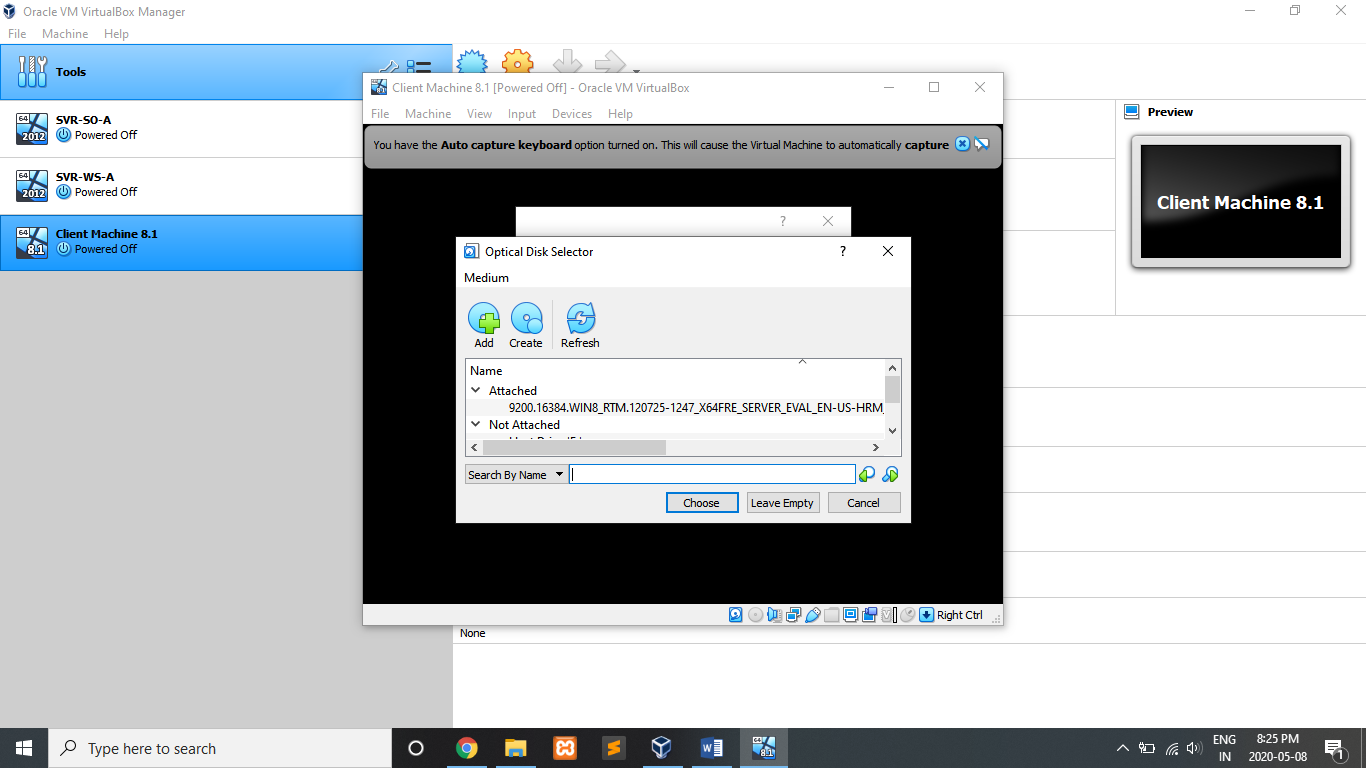 Oracle VM VirtualBox Manager
File Machine Help
Tools
64 2012 SVR-SO-A
Powered Off
64 2012 SVR-WS-A
Powered Off
64 8.1 Client Machine 8.1
Powered Off
Client Machine 8.1 [Powered Off] - Oracle VM VirtualBox
File Machine View Input Devices Help
You have the Auto capture keyboard option turned on. This will cause the Virtual Machine to automatically capture
?
Optical Disk Selector ?
Medium
Add Create Refresh
Name
Attached
9200.16384.WIN8_RTM.120725-1247_X64FRE_SERVER_EVAL_EN-US-HRM_
Not Attached
Search By Name
Choose Leave Empty Cancel
Right Ctrl
None
Preview
Client Machine 8.1
Type here to search
ENG
IN
8:25 PM
2020-05-08
1